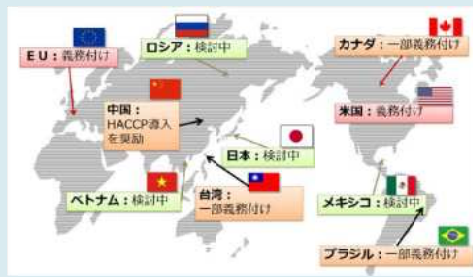 ロシア：検討中
カナダ：一部義務付け
ＥＵ：義務付け
中国：
HACCP導入
を奨励
米国：義務付け
日本：検討中
ベトナム：検討中
台湾：
一部義務付け
メキシコ：検討中
ブラジル：一部義務付け